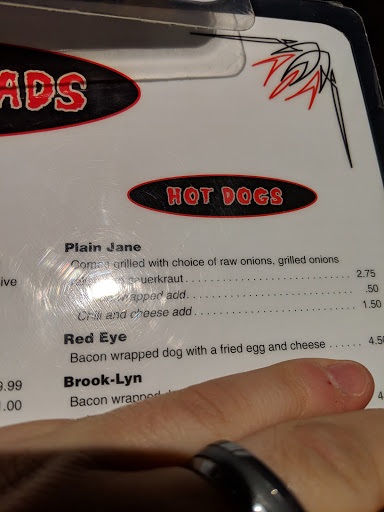 ADS
HOT DOGS
Plain Jane
Comes grilled with choice of raw onions, grilled onions
sauerkraut 2.75
wrapped add .50
Chili and cheese add 1.50
Red Eye
Bacon wrapped dog with a fried egg and cheese 4.50
Brook-Lyn
Bacon wrapped
ive
9.99
1.00